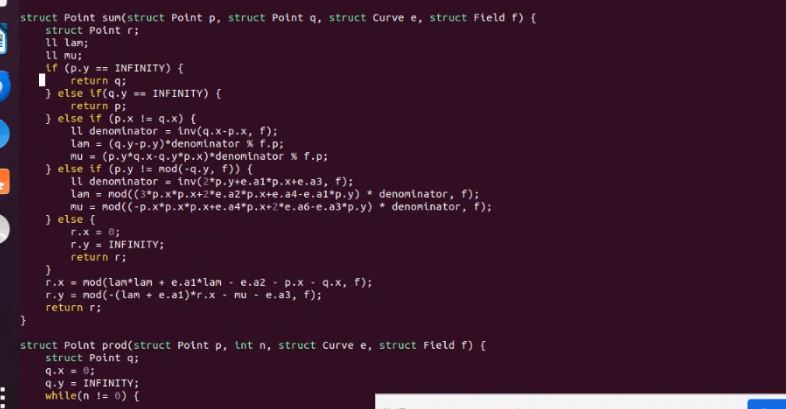 struct Point sum(struct Point p, struct Point q, struct Curve e, struct Field f) {
    struct Point r;
    ll lam;
    ll mu;
    if (p.y == INFINITY) {
        return q;
    } else if(q.y == INFINITY) {
        return p;
    } else if (p.x != q.x) {
        ll denominator = inv(q.x-p.x, f);
        lam = (q.y-p.y)*denominator % f.p;
        mu = (p.y*q.x-q.y*p.x)*denominator % f.p;
    } else if (p.y != mod(-q.y, f)) {
        ll denominator = inv(2*p.y+e.a1*p.x+e.a3, f);
        lam = mod((3*p.x*p.x+2*e.a2*p.x+e.a4-e.a1*p.y) * denominator, f);
        mu = mod((-p.x*p.x*p.x+e.a4*p.x+2*e.a6-e.a3*p.y) * denominator, f);
    } else {
        r.x = 0;
        r.y = INFINITY;
        return r;
    }
    r.x = mod(lam*lam + e.a1*lam - e.a2 - p.x - q.x, f);
    r.y = mod(-(lam + e.a1)*r.x - mu - e.a3, f);
    return r;
}
struct Point prod(struct Point p, int n, struct Curve e, struct Field f) {
    struct Point q;
    q.x = 0;
    q.y = INFINITY;
    while(n != 0) {